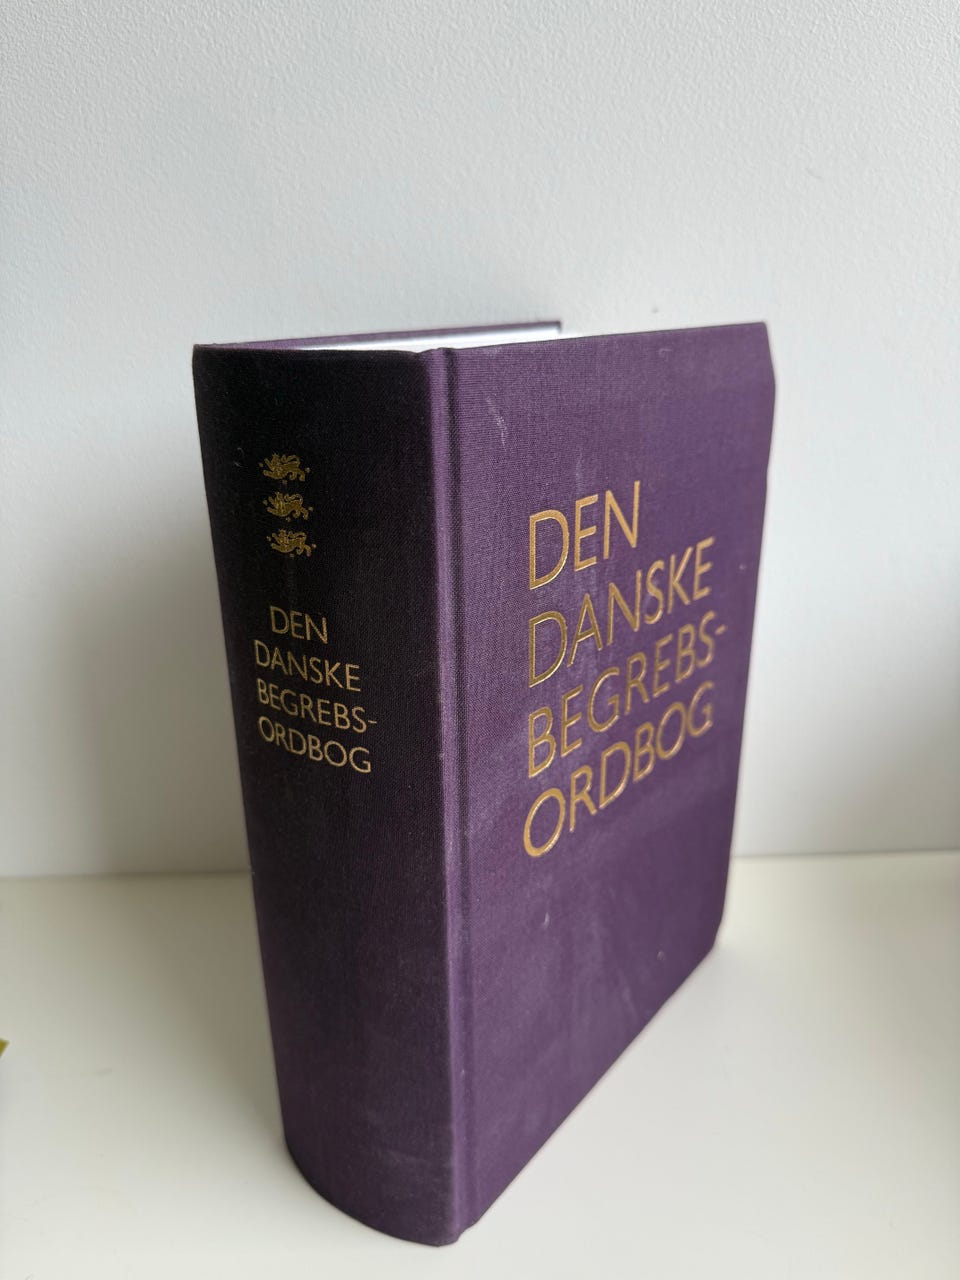 DEN
DANSKE
BEGREBS-
ORDBOG
DEN
DANSKE
BEGREBS-
ORDBOG